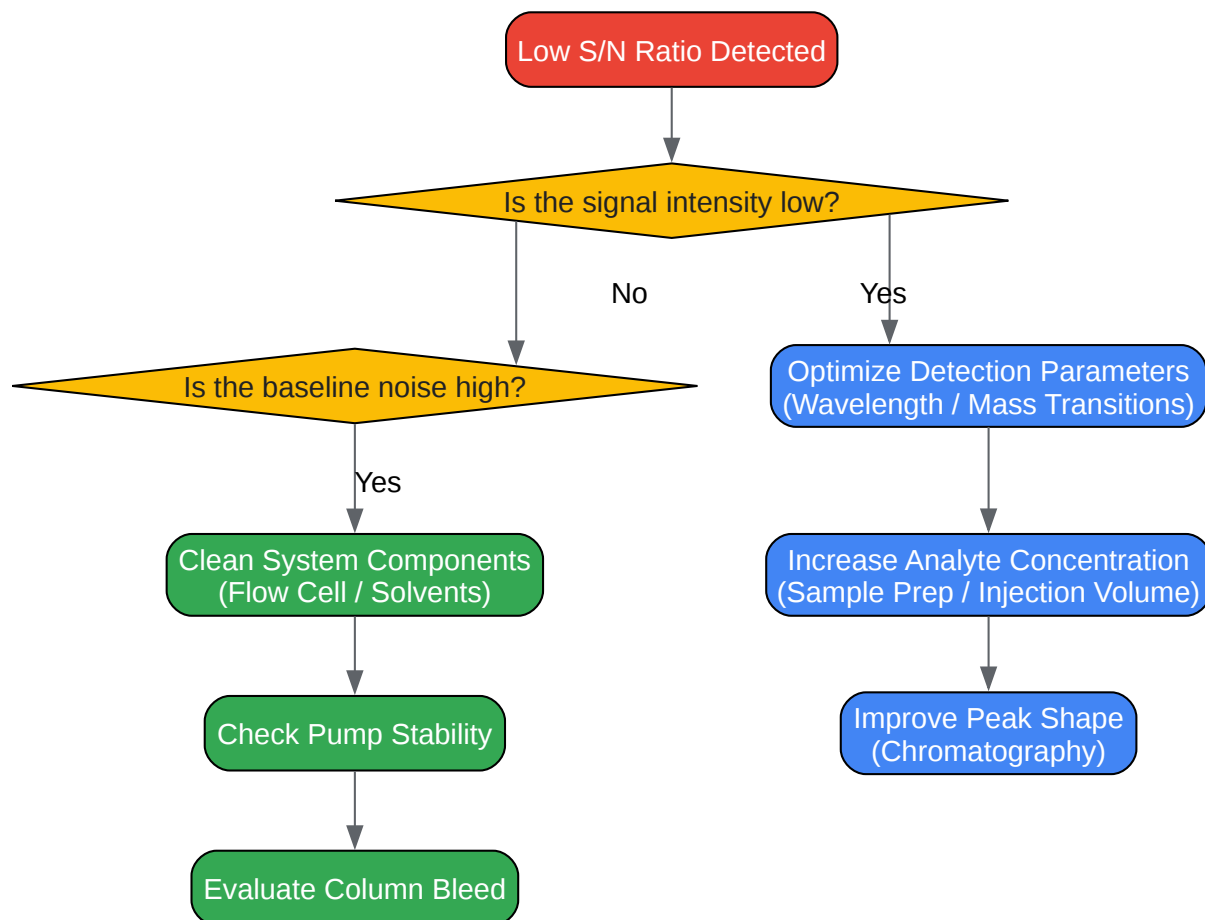 Low S/N Ratio Detected
Is the signal intensity low?
No
Yes
Is the baseline noise high?
Optimize Detection Parameters
(Wavelength / Mass Transitions)
Yes
Clean System Components
(Flow Cell / Solvents)
Increase Analyte Concentration
(Sample Prep / Injection Volume)
Check Pump Stability
Improve Peak Shape
(Chromatography)
Evaluate Column Bleed